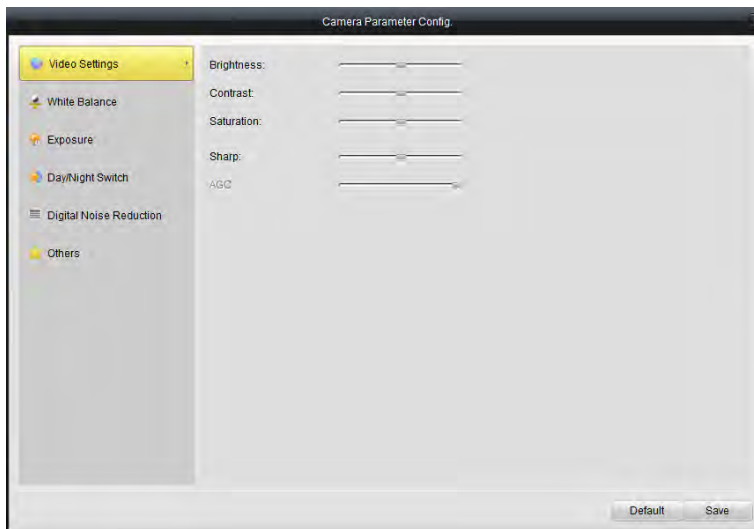 Camera Parameter Config.
Video Settings
White Balance
Exposure
Day/Night Switch
Digital Noise Reduction
Others
Brightness:
Contrast:
Saturation:
Sharp:
AGC
Default
Save